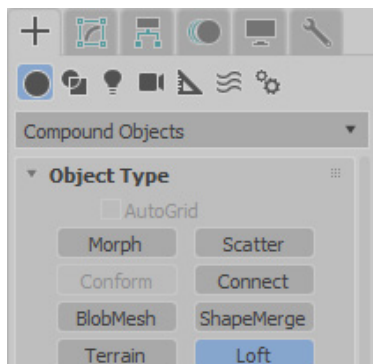 Compound Objects
Object Type
AutoGrid
Morph Scatter
Conform Connect
BlobMesh ShapeMerge
Terrain Loft